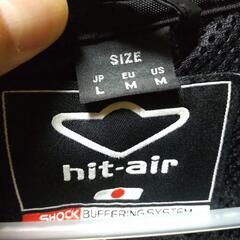 SIZE
JP EU US
L M M
hit-air
SHOCK BUFFERING SYSTEM